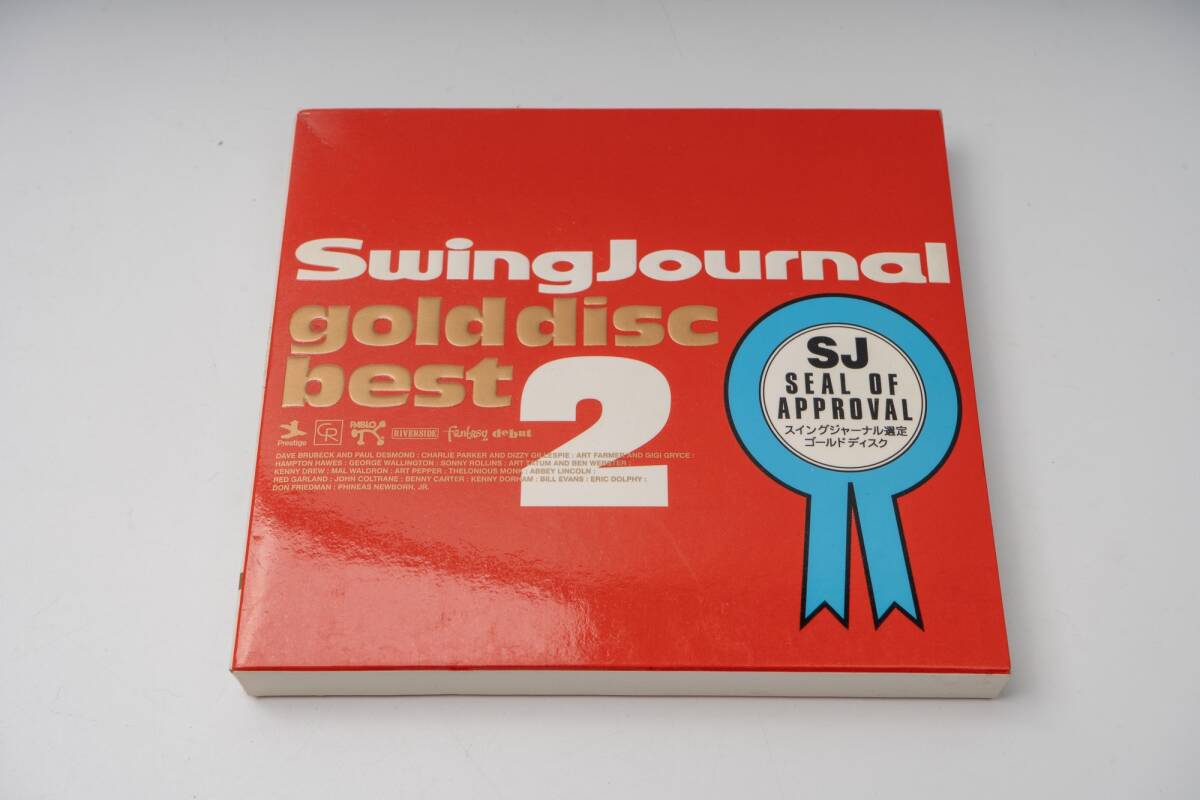 SwingJournal
gold disc
best
2
SJ
SEAL OF
APPROVAL
スイングジャーナル選定
ゴールドディスク
Prestige
CR
PABLO
RIVERSIDE
Fantasy
debut
DAVE BRUBECK AND PAUL DESMOND : CHARLIE PARKER AND DIZZY GILLESPIE : ART FARMER AND GIGI GRYCE :
HAMPTON HAWES : GEORGE WALLINGTON : SONNY ROLLINS : ART TATUM AND BEN WEBSTER :
KENNY DREW : MAL WALDRON : ART PEPPER : THELONIOUS MONK : ABBEY LINCOLN :
RED GARLAND : JOHN COLTRANE : BENNY CARTER : KENNY DORHAM : BILL EVANS : ERIC DOLPHY :
DON FRIEDMAN : PHINEAS NEWBORN, JR.